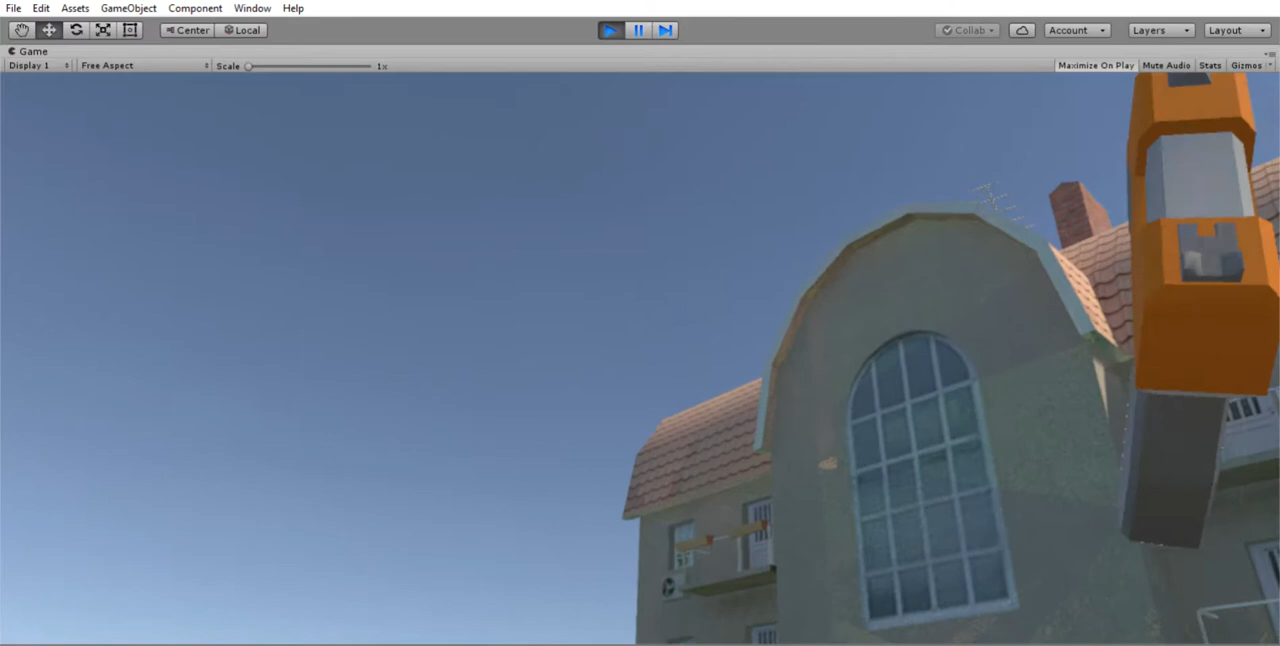 File Edit Assets GameObject Component Window Help
Center Local Collab Account Layers Layout
Game
Display 1 Free Aspect Scale 1x Maximize On Play Mute Audio Stats Gizmos